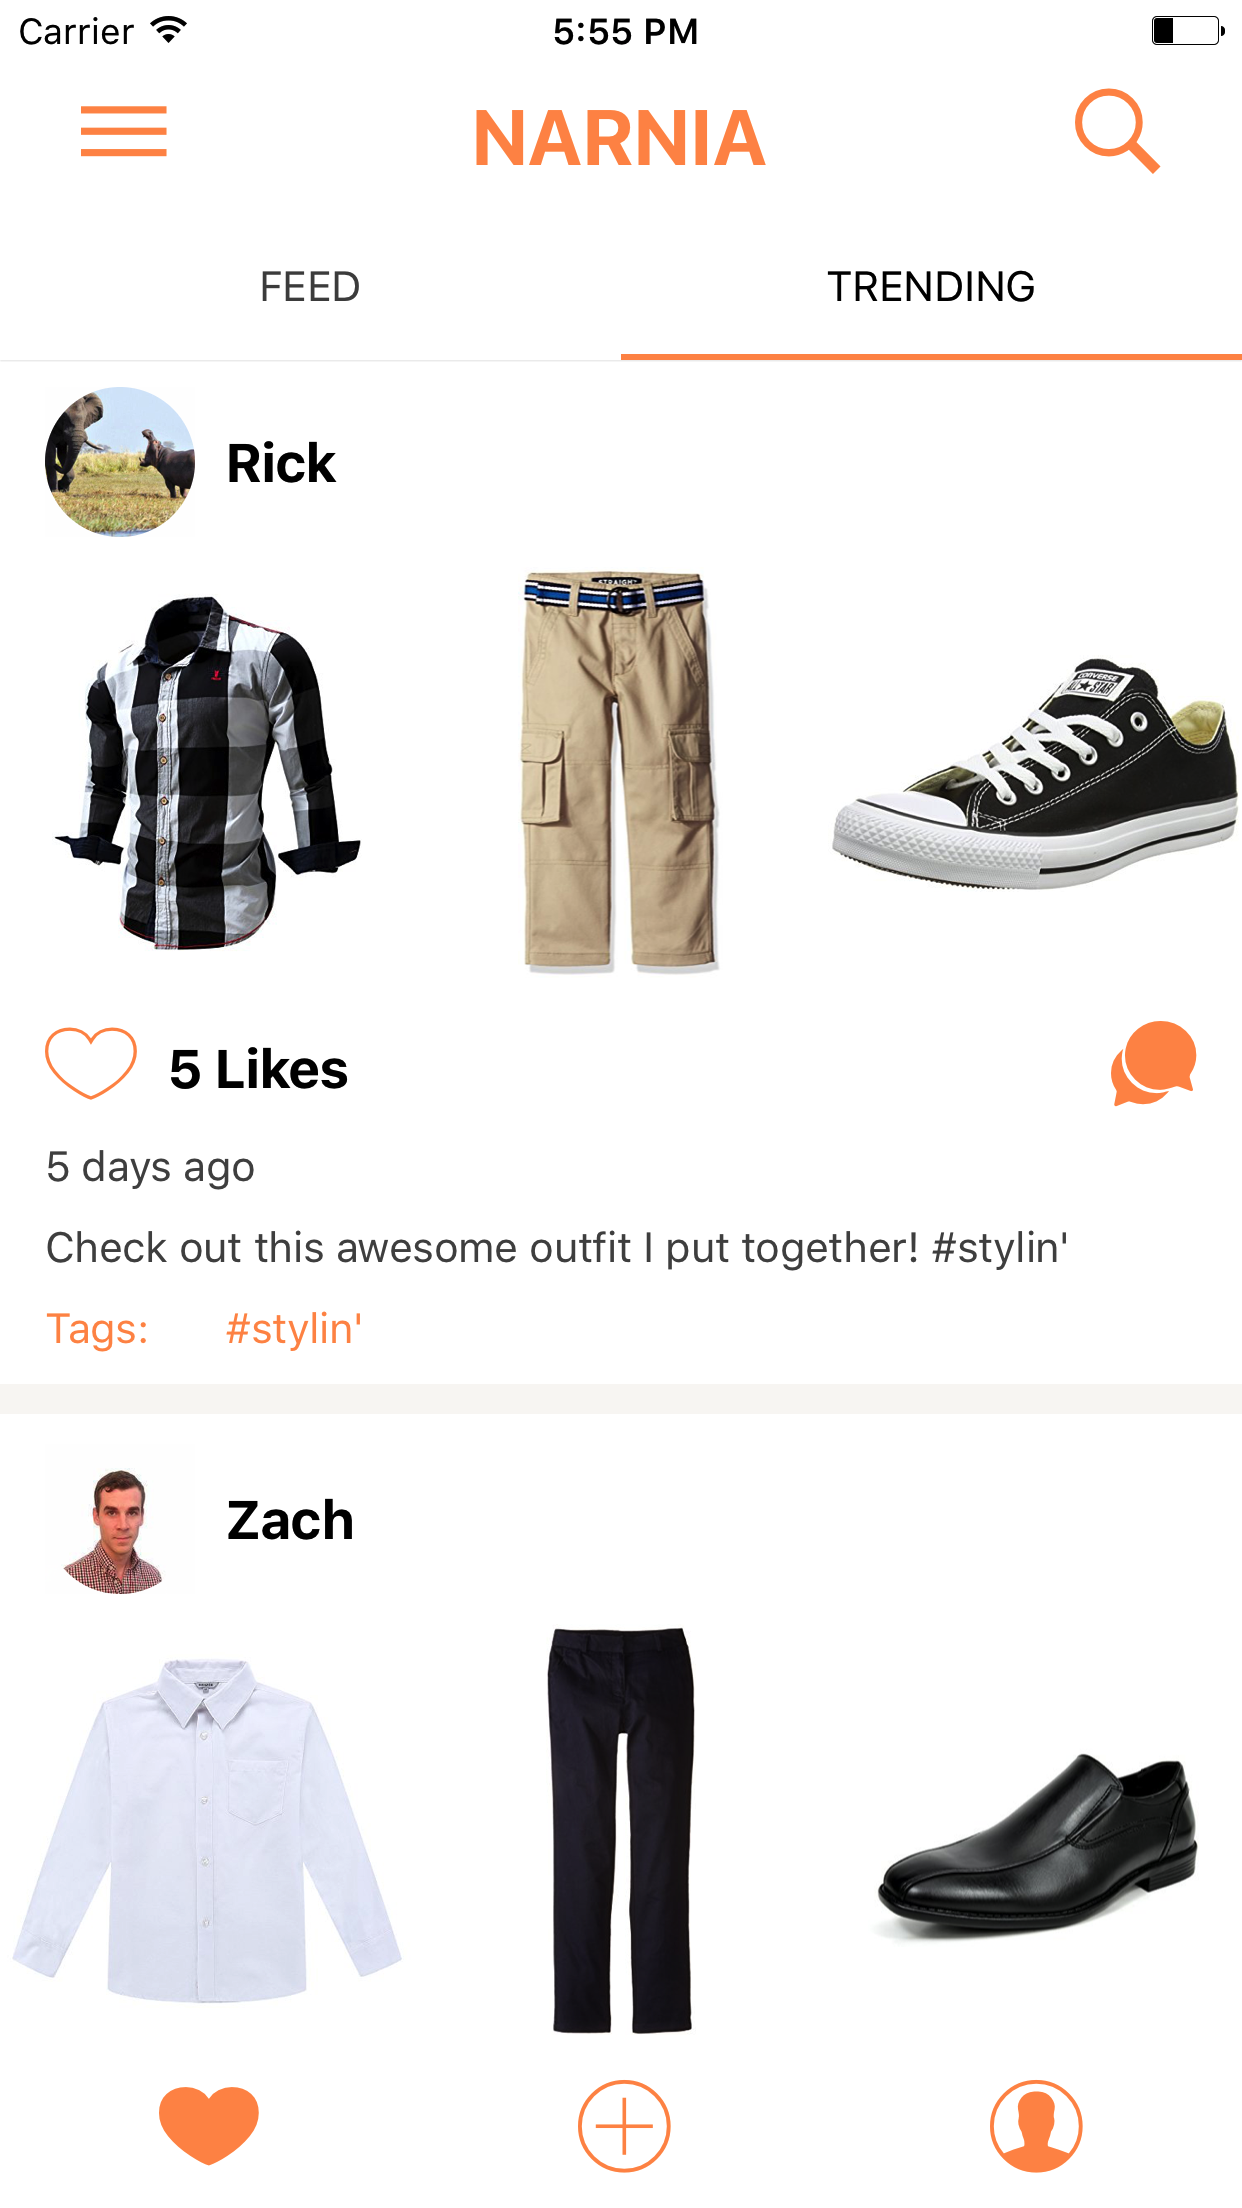 Carrier 5:55 PM
NARNIA
FEED TRENDING
Rick
STRAIGHT
CONVERSE
ALL STAR
5 Likes
5 days ago
Check out this awesome outfit I put together! #stylin'
Tags: #stylin'
Zach